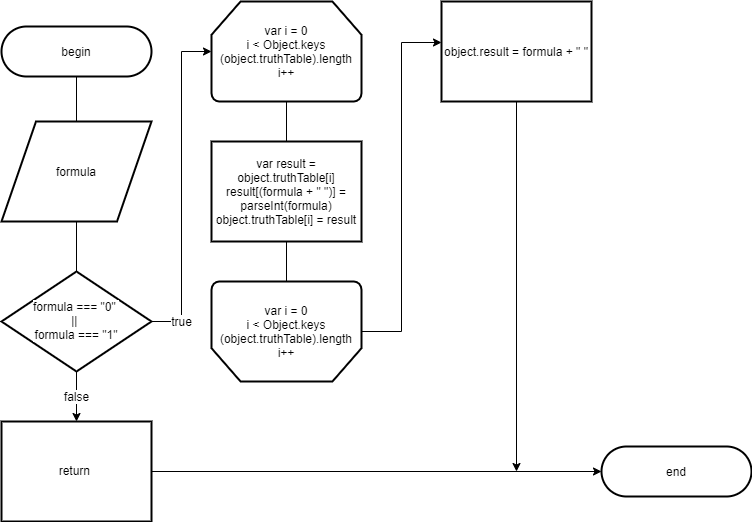 begin
formula
formula === "0"
||
formula === "1"
true
false
return
var i = 0
i < Object.keys
(object.truthTable).length
i++
var result =
object.truthTable[i]
result[(formula + " ")] =
parseInt(formula)
object.truthTable[i] = result
var i = 0
i < Object.keys
(object.truthTable).length
i++
object.result = formula + " "
end